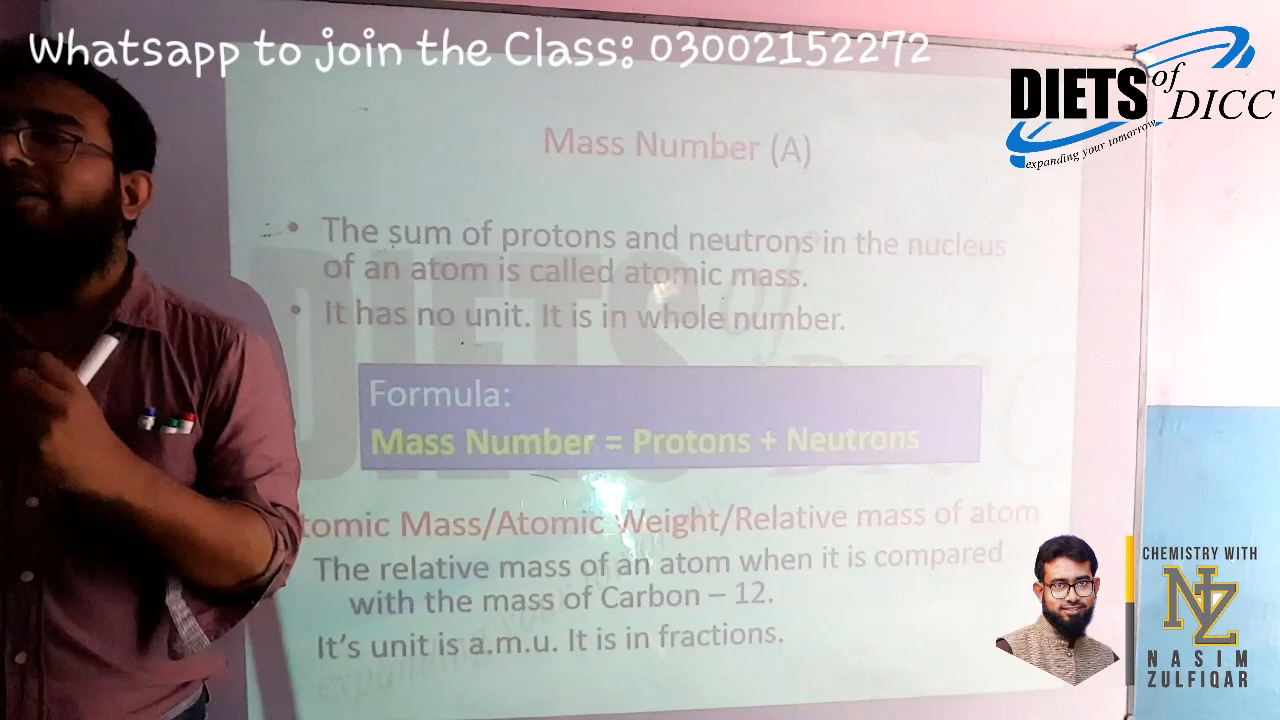 Whatsapp to join the Class: 03002152272
DIETS of DICC
expanding your tomorrow
Mass Number (A)
• The sum of protons and neutrons in the nucleus
of an atom is called atomic mass.
• It has no unit. It is in whole number.
Formula:
Mass Number = Protons + Neutrons
tomic Mass/Atomic Weight/Relative mass of atom
The relative mass of an atom when it is compared
with the mass of Carbon – 12.
It's unit is a.m.u. It is in fractions.
CHEMISTRY WITH
NZ
NASIM
ZULFIQAR